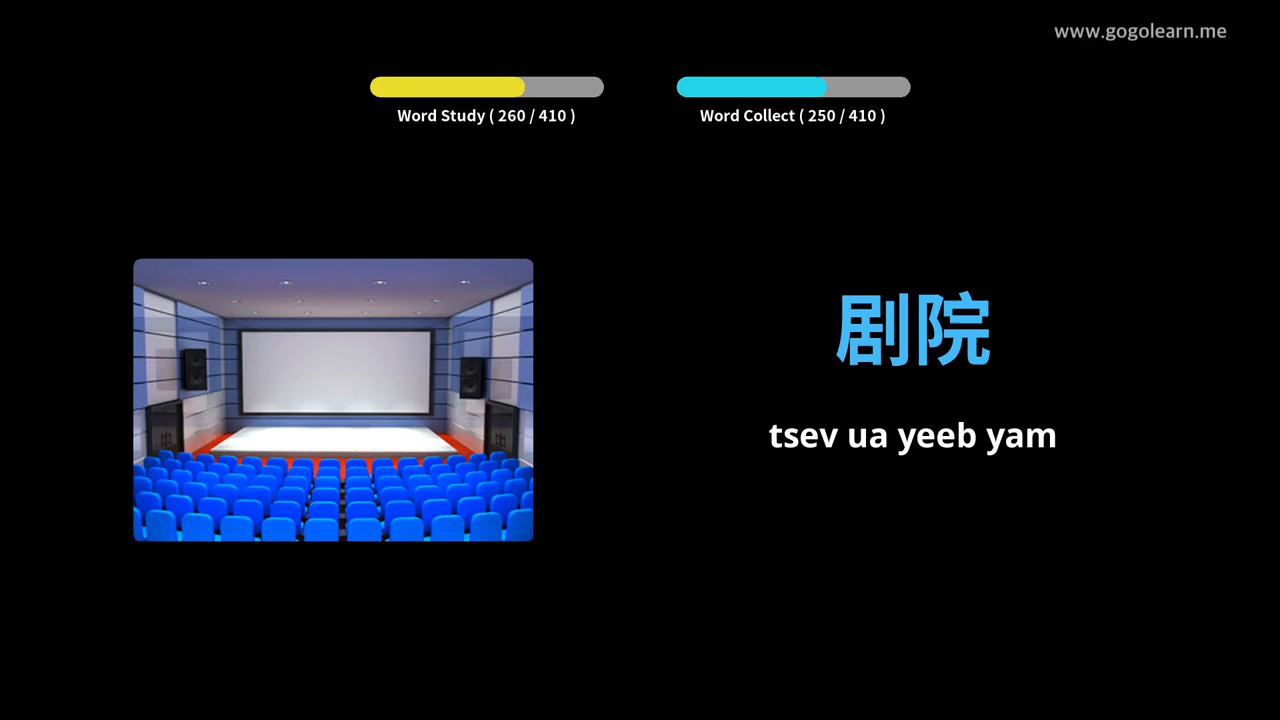 www.gogolearn.me
Word Study ( 260 / 410 )
Word Collect ( 250 / 410 )
剧院
tsev ua yeeb yam